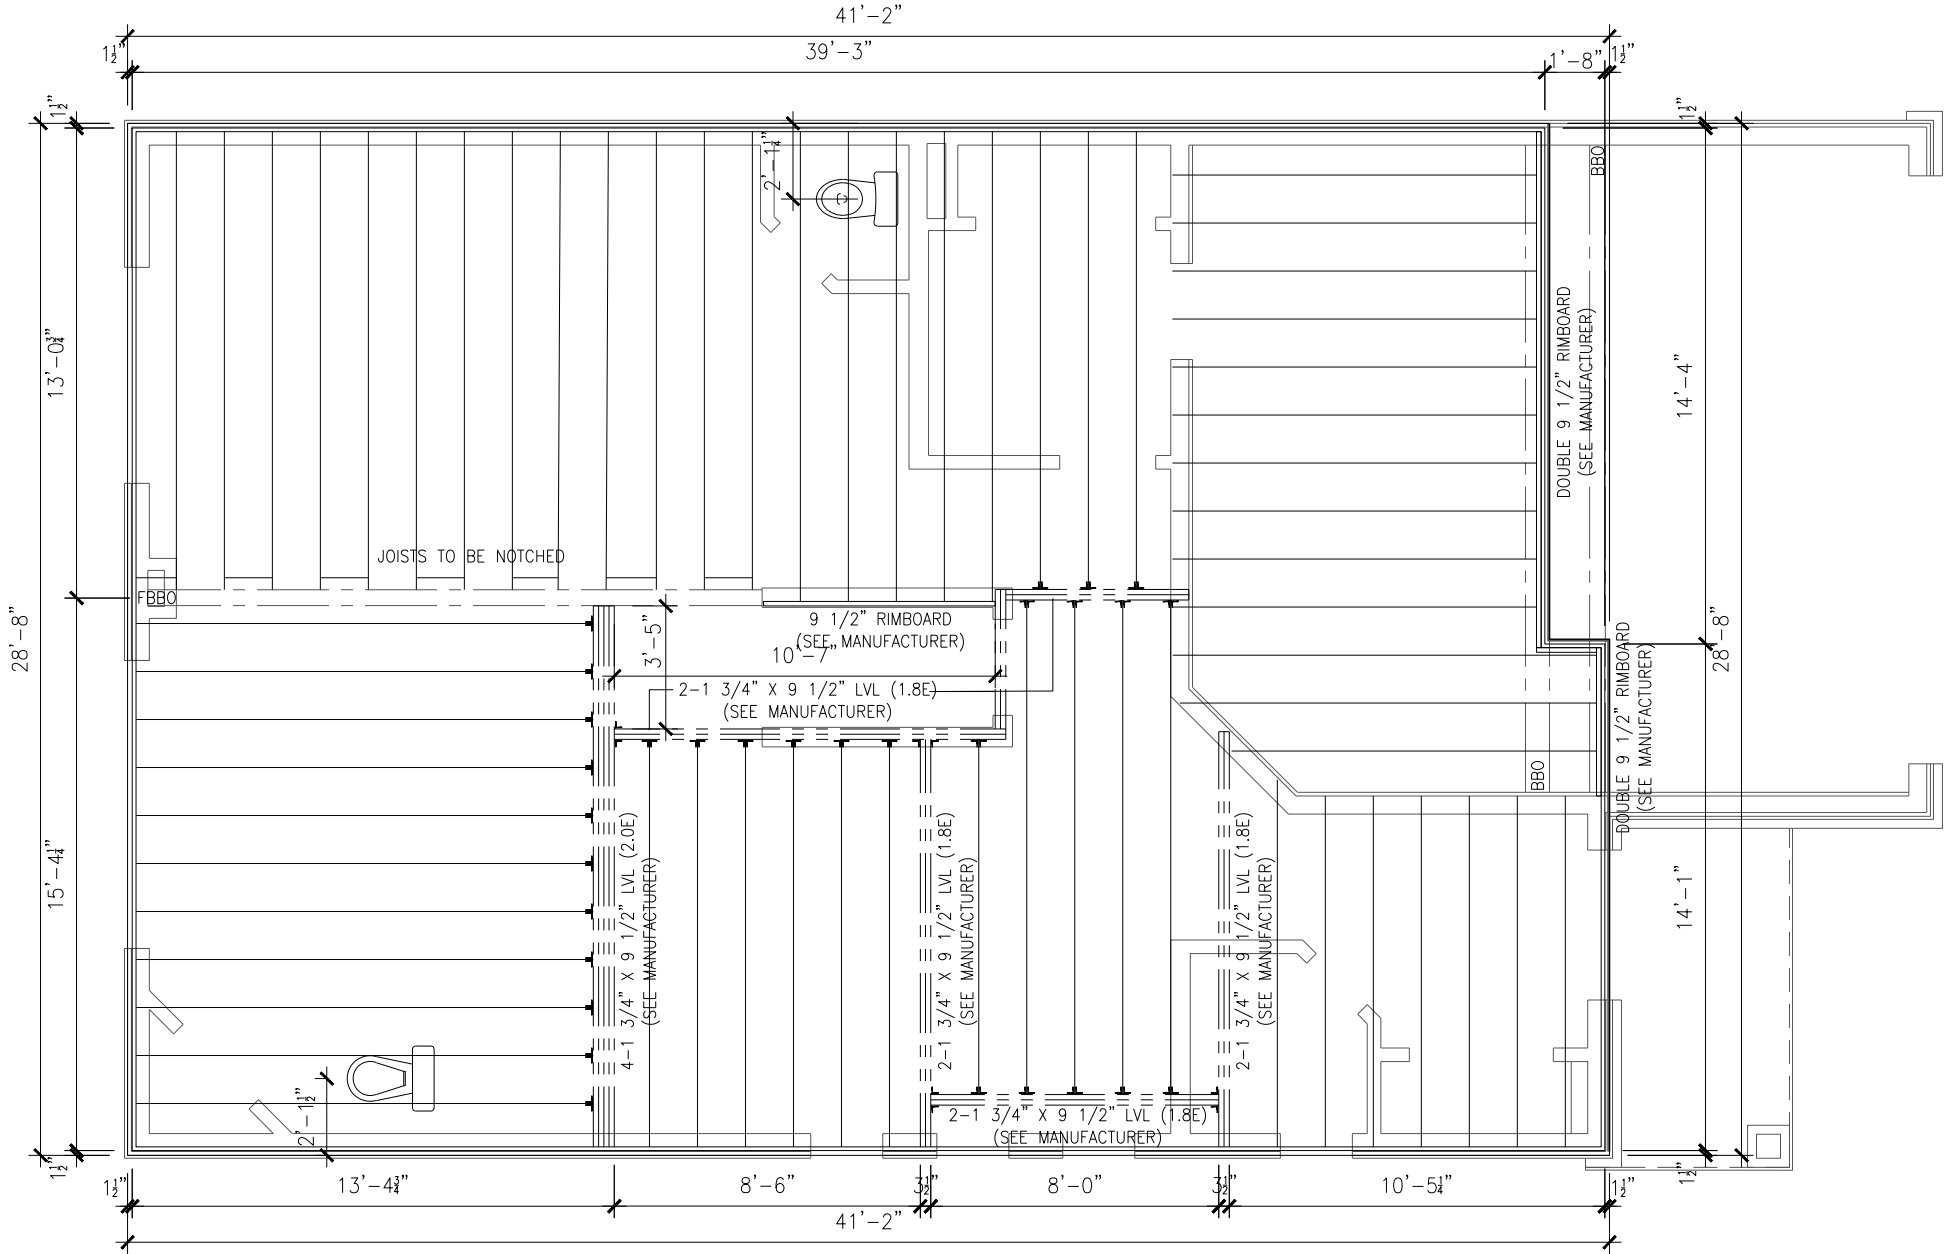 41'-2"
39'-3"
1½"
1'-8"
1½"
1½"
1½"
2'-1¼"
BBO
13'-0¾"
DOUBLE 9 1/2" RIMBOARD
(SEE MANUFACTURER)
14'-4"
JOISTS TO BE NOTCHED
FBBO
28'-8"
9 1/2" RIMBOARD
(SEE MANUFACTURER)
3'-5"
10'-7"
2-1 3/4" X 9 1/2" LVL (1.8E)
(SEE MANUFACTURER)
28'-8"
DOUBLE 9 1/2" RIMBOARD
(SEE MANUFACTURER)
BBO
15'-4¼"
4-1 3/4" X 9 1/2" LVL (2.0E)
(SEE MANUFACTURER)
2-1 3/4" X 9 1/2" LVL (1.8E)
(SEE MANUFACTURER)
2-1 3/4" X 9 1/2" LVL (1.8E)
(SEE MANUFACTURER)
14'-1"
2'-1½"
2-1 3/4" X 9 1/2" LVL (1.8E)
(SEE MANUFACTURER)
1½"
1½"
1½"
13'-4¾"
8'-6"
3½"
8'-0"
3½"
10'-5¼"
1½"
41'-2"